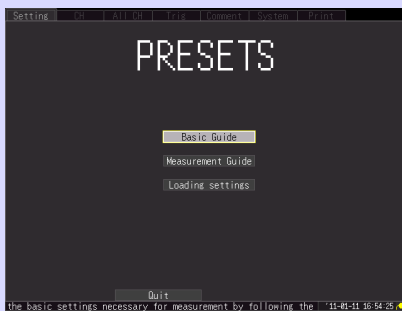 Setting | CH | All CH | Trig | Comment | System | Print
PRESETS
Basic Guide
Measurement Guide
Loading settings
Quit
the basic settings necessary for measurement by following the '11-01-11 16:54:25